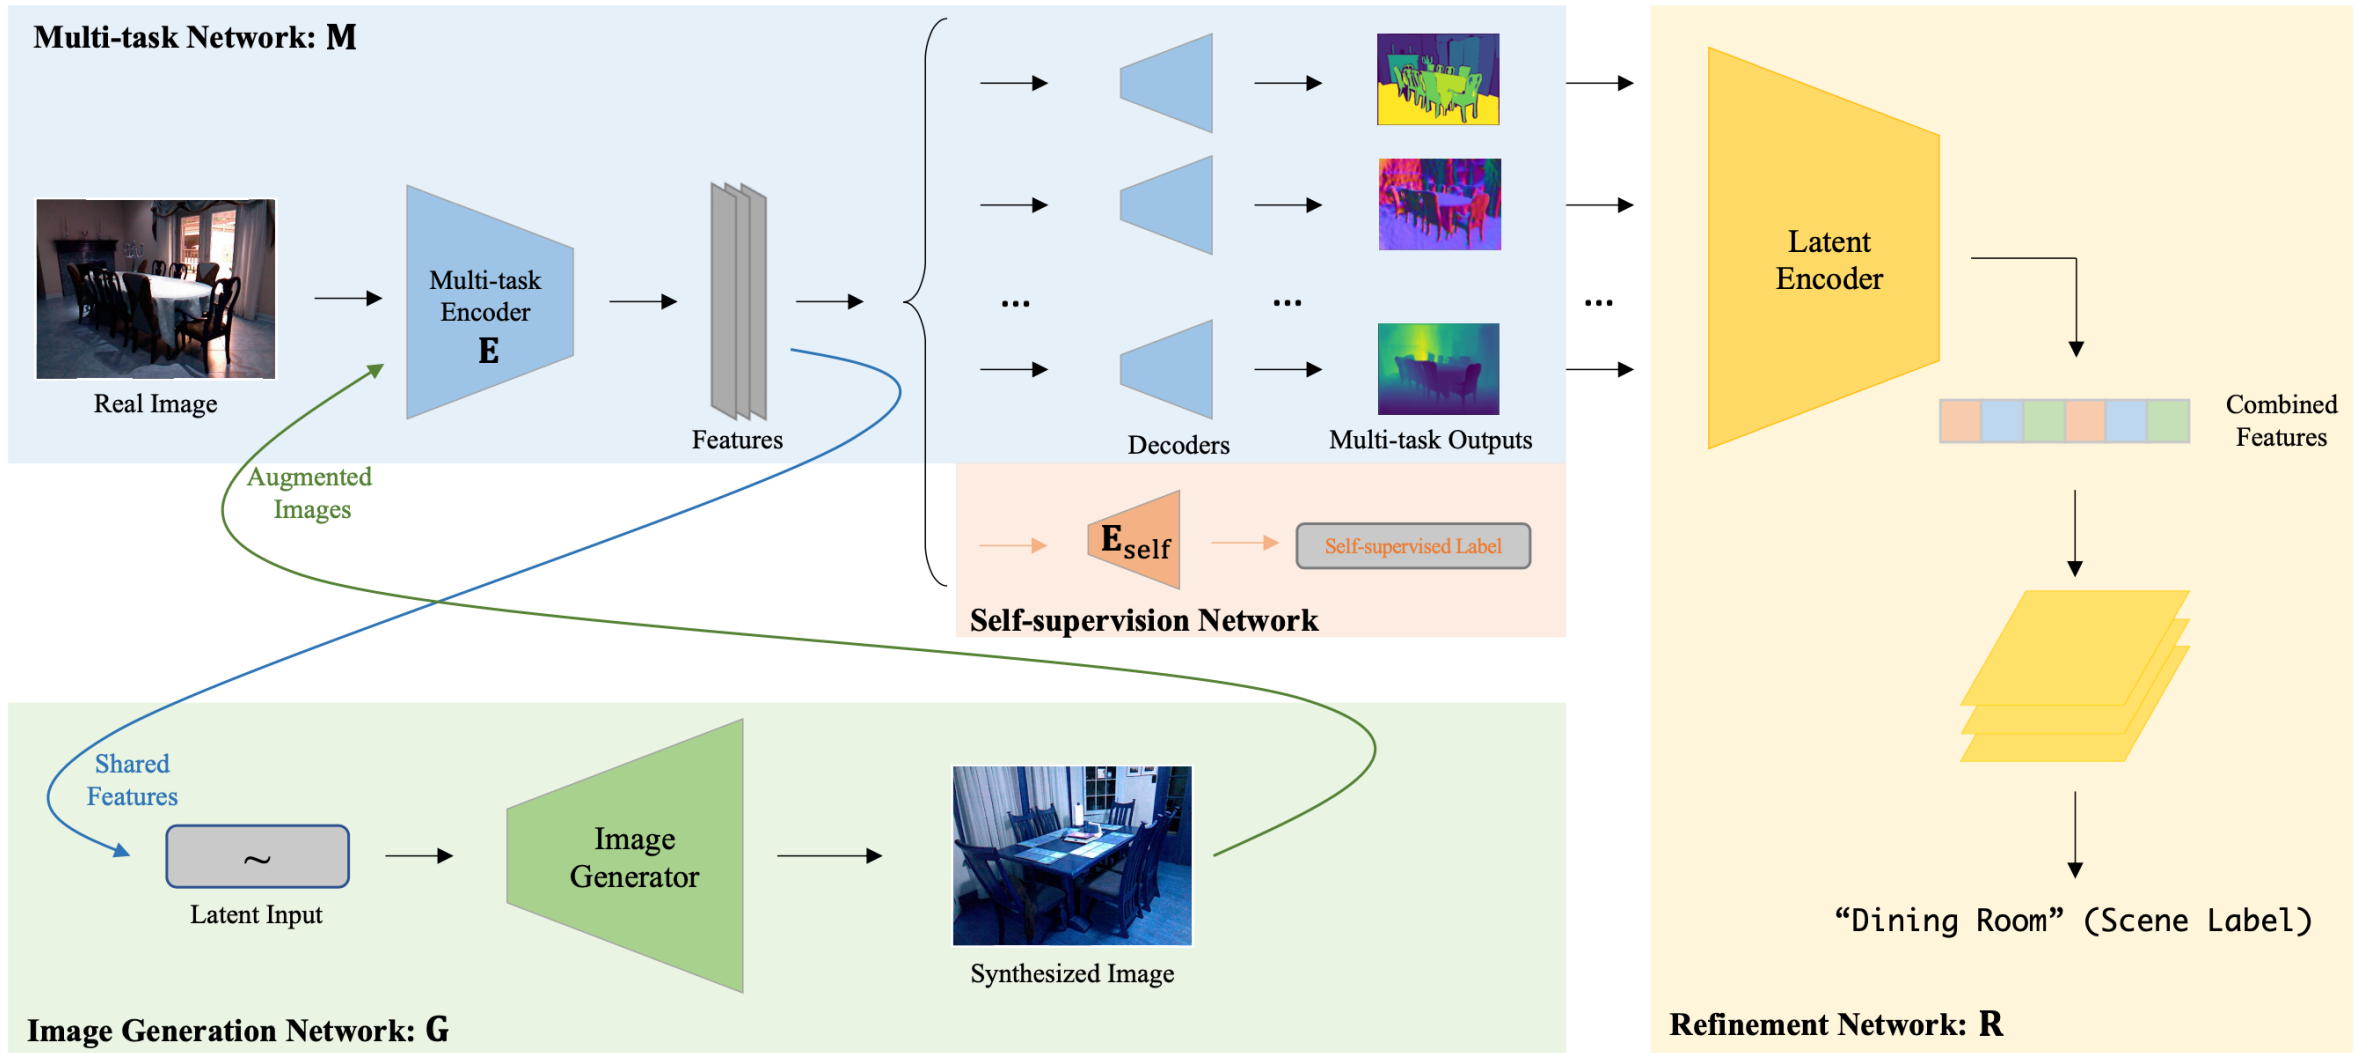 Multi-task Network: M
Real Image
Multi-task
Encoder
E
Features
...
...
...
Decoders
Multi-task Outputs
Augmented
Images
Eself
Self-supervised Label
Self-supervision Network
Shared
Features
~
Latent Input
Image
Generator
Synthesized Image
Image Generation Network: G
Latent
Encoder
Combined
Features
“Dining Room” (Scene Label)
Refinement Network: R